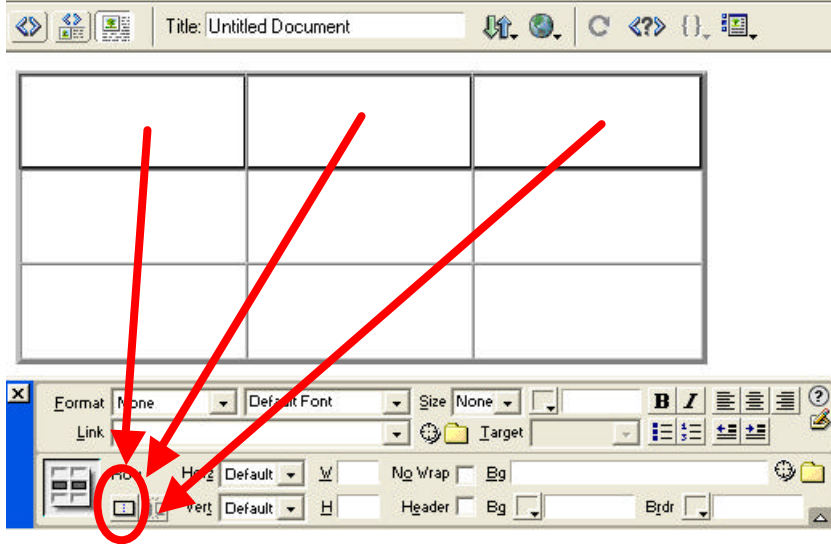 Title: Untitled Document
Format None Default Font Size None B I
Link Target
Horz Default W No Wrap Bg
Vert Default H Header Bg Brdr